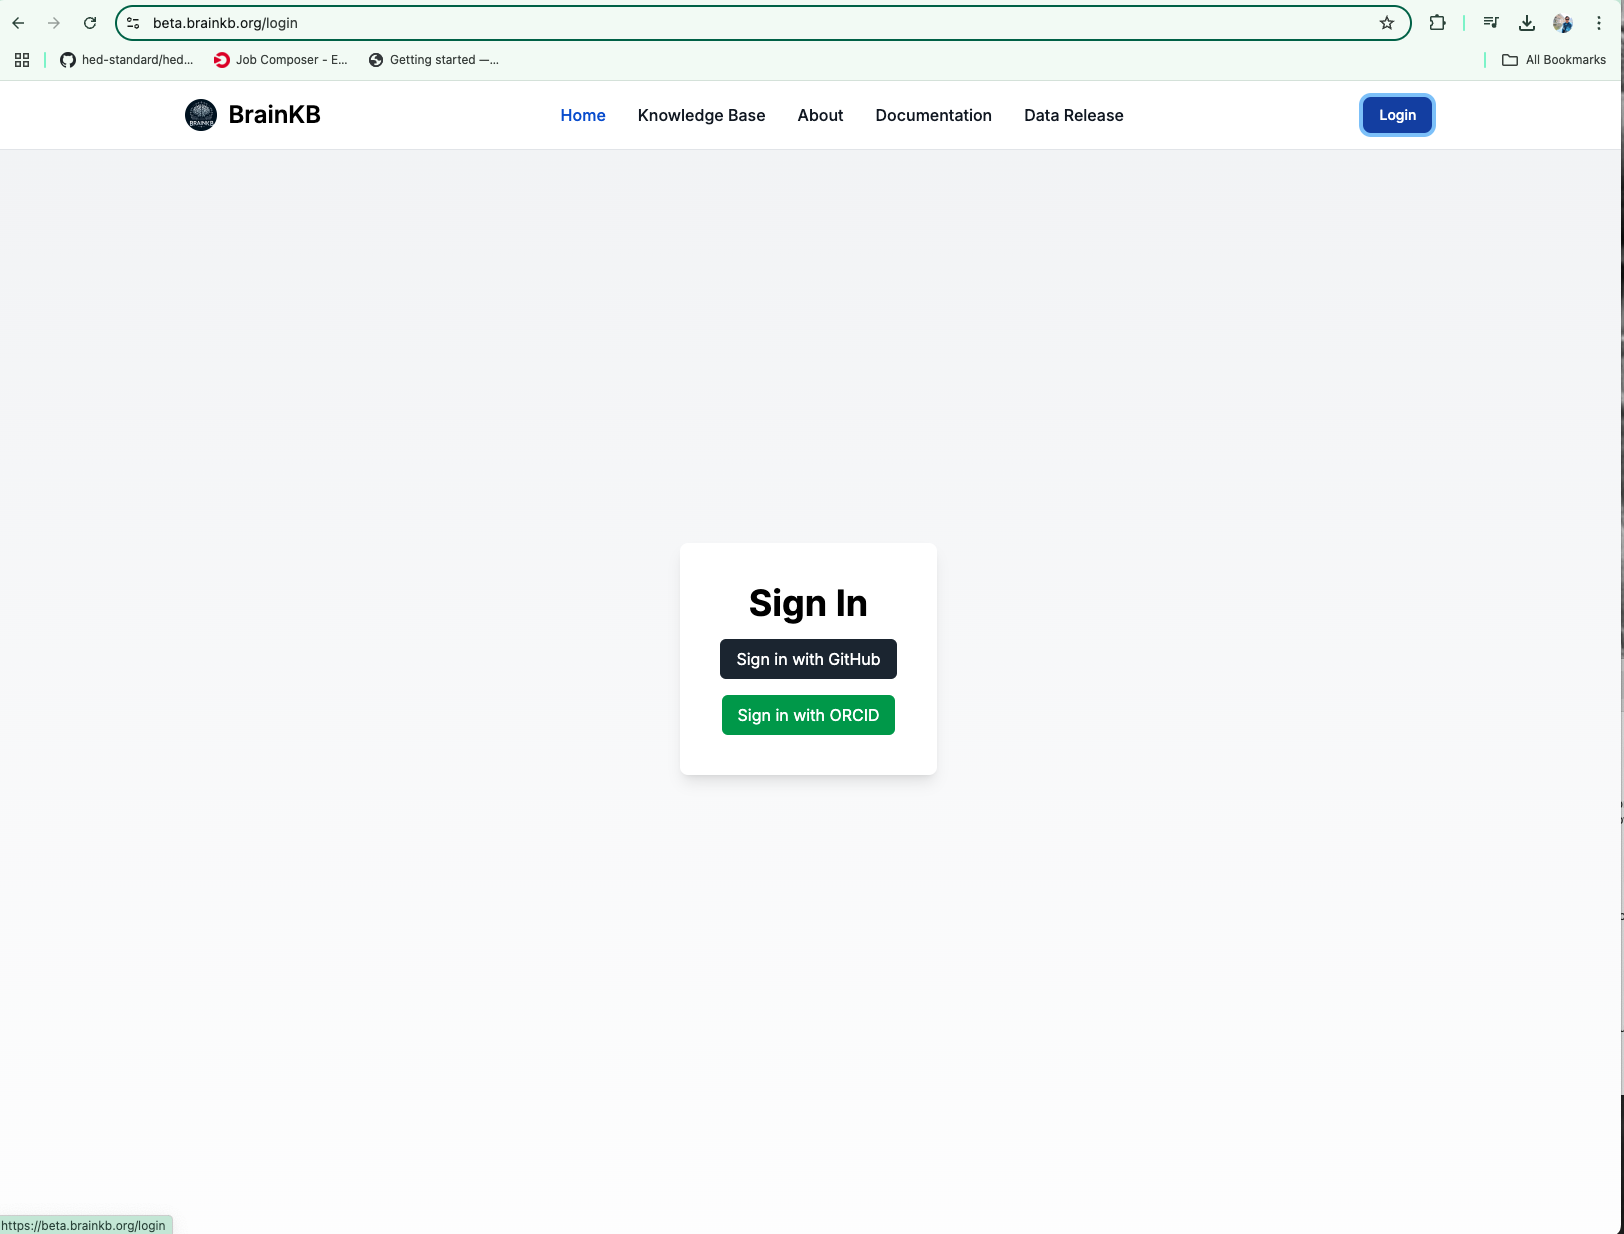 beta.brainkb.org/login
hed-standard/hed...
Job Composer - E...
Getting started —...
All Bookmarks
BRAINKB
BrainKB
Home
Knowledge Base
About
Documentation
Data Release
Login
Sign In
Sign in with GitHub
Sign in with ORCID
https://beta.brainkb.org/login